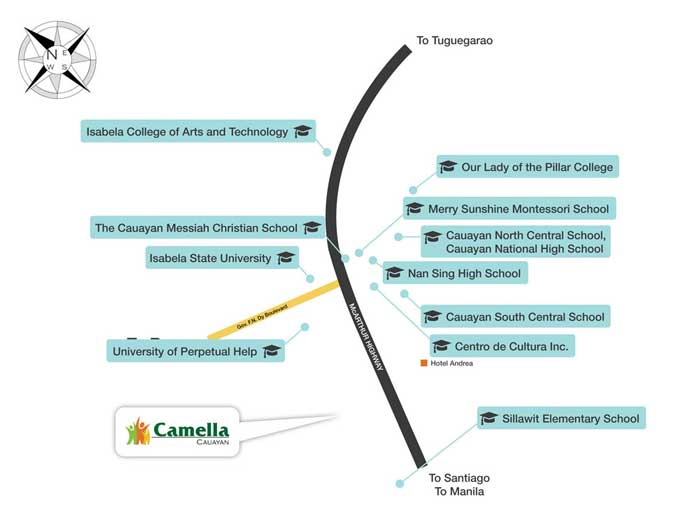 N
E
W
S
To Tuguegarao
Isabela College of Arts and Technology
Our Lady of the Pillar College
Merry Sunshine Montessori School
The Cauayan Messiah Christian School
Cauayan North Central School,
Cauayan National High School
Isabela State University
Nan Sing High School
Gov. F.N. Dy Boulevard
McARTHUR HIGHWAY
Cauayan South Central School
University of Perpetual Help
Centro de Cultura Inc.
Hotel Andrea
Camella
CAUAYAN
Sillawit Elementary School
To Santiago
To Manila